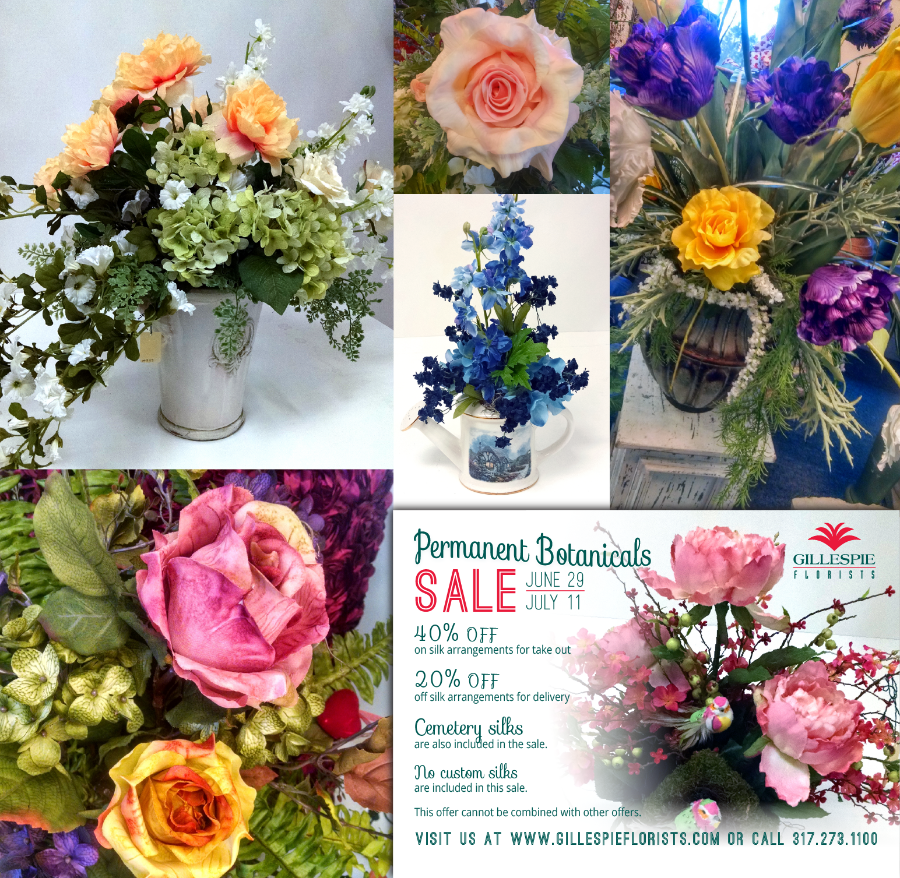 Permanent Botanicals
SALE JUNE 29
JULY 11
GILLESPIE
FLORISTS
40% OFF
on silk arrangements for take out
20% OFF
off silk arrangements for delivery
Cemetery silks
are also included in the sale.
No custom silks
are included in this sale.
This offer cannot be combined with other offers.
VISIT US AT WWW.GILLESPIEFLORISTS.COM OR CALL 317.273.1100